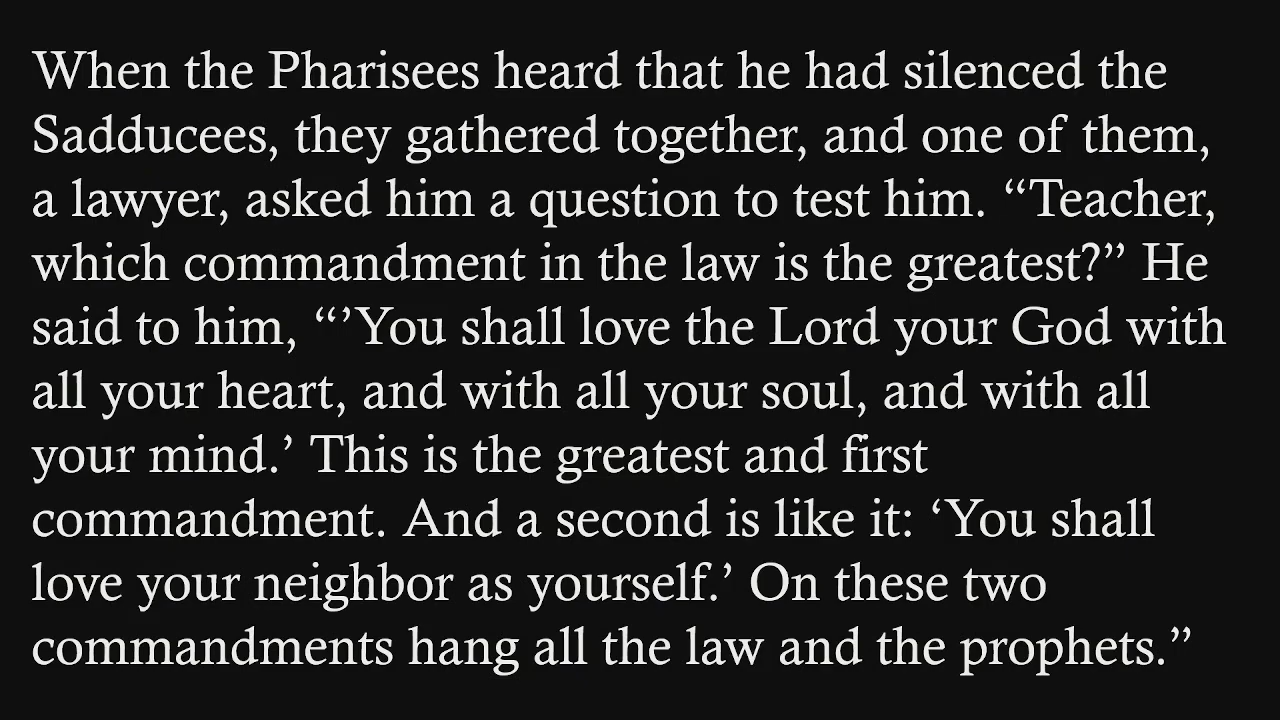 When the Pharisees heard that he had silenced the
Sadducees, they gathered together, and one of them,
a lawyer, asked him a question to test him. “Teacher,
which commandment in the law is the greatest?” He
said to him, “’You shall love the Lord your God with
all your heart, and with all your soul, and with all
your mind.’ This is the greatest and first
commandment. And a second is like it: ‘You shall
love your neighbor as yourself.’ On these two
commandments hang all the law and the prophets.”